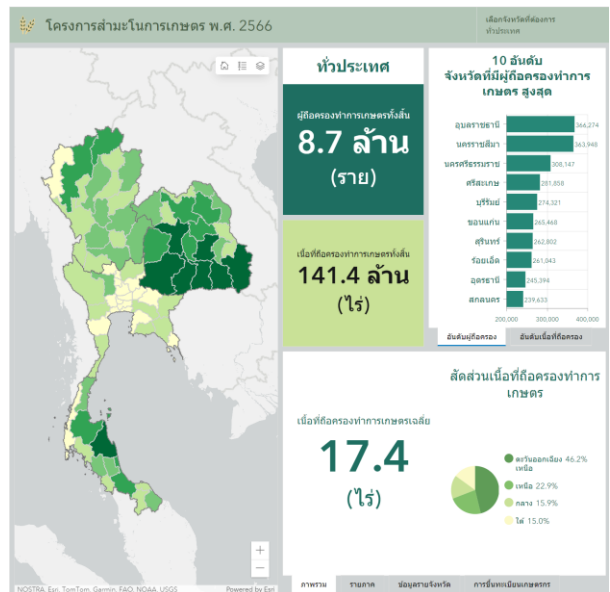 โครงการสำมะโนการเกษตร พ.ศ. 2566
เลือกจังหวัดที่ต้องการ
ทั่วประเทศ
ทั่วประเทศ
ผู้ถือครองทำการเกษตรทั้งสิ้น
8.7 ล้าน
(ราย)
เนื้อที่ถือครองทำการเกษตรทั้งสิ้น
141.4 ล้าน
(ไร่)
10 อันดับ
จังหวัดที่มีผู้ถือครองทำการ
เกษตร สูงสุด
อุบลราชธานี 366,274
นครราชสีมา 363,948
นครศรีธรรมราช 308,147
ศรีสะเกษ 281,858
บุรีรัมย์ 274,321
ขอนแก่น 265,468
สุรินทร์ 262,802
ร้อยเอ็ด 261,043
อุดรธานี 245,394
สกลนคร 239,633
200,000 300,000 400,000
อันดับผู้ถือครอง อันดับเนื้อที่ถือครอง
เนื้อที่ถือครองทำการเกษตรเฉลี่ย
17.4
(ไร่)
สัดส่วนเนื้อที่ถือครองทำการ
เกษตร
ตะวันออกเฉียง 46.2%
เหนือ
เหนือ 22.9%
กลาง 15.9%
ใต้ 15.0%
ภาพรวม รายภาค ข้อมูลรายจังหวัด การขึ้นทะเบียนเกษตรกร
NOSTRA, Esri, TomTom, Garmin, FAO, NOAA, USGS Powered by Esri